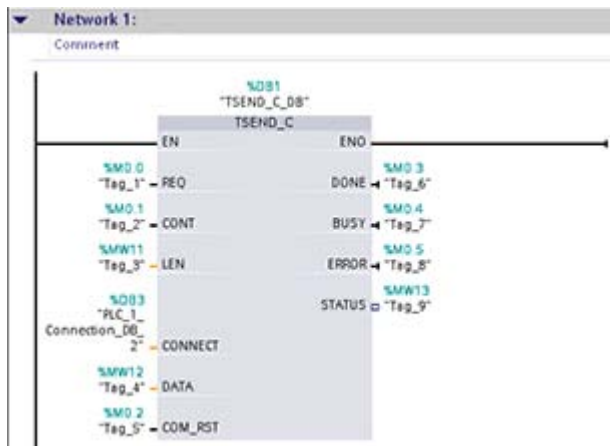 Network 1:
Comment
%DB1
"TSEND_C_DB"
TSEND_C
EN ENO
%M0.0 %M0.3
"Tag_1" REQ DONE "Tag_6"
%M0.1 %M0.4
"Tag_2" CONT BUSY "Tag_7"
%MW11 %M0.5
"Tag_3" LEN ERROR "Tag_8"
%DB3 %MW13
"PLC_1_ STATUS "Tag_9"
Connection_DB_
2" CONNECT
%MW12
"Tag_4" DATA
%M0.2
"Tag_5" COM_RST